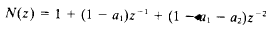 N(z) = 1 + (1 − a₁)z⁻¹ + (1 − a₁ − a₂)z⁻²